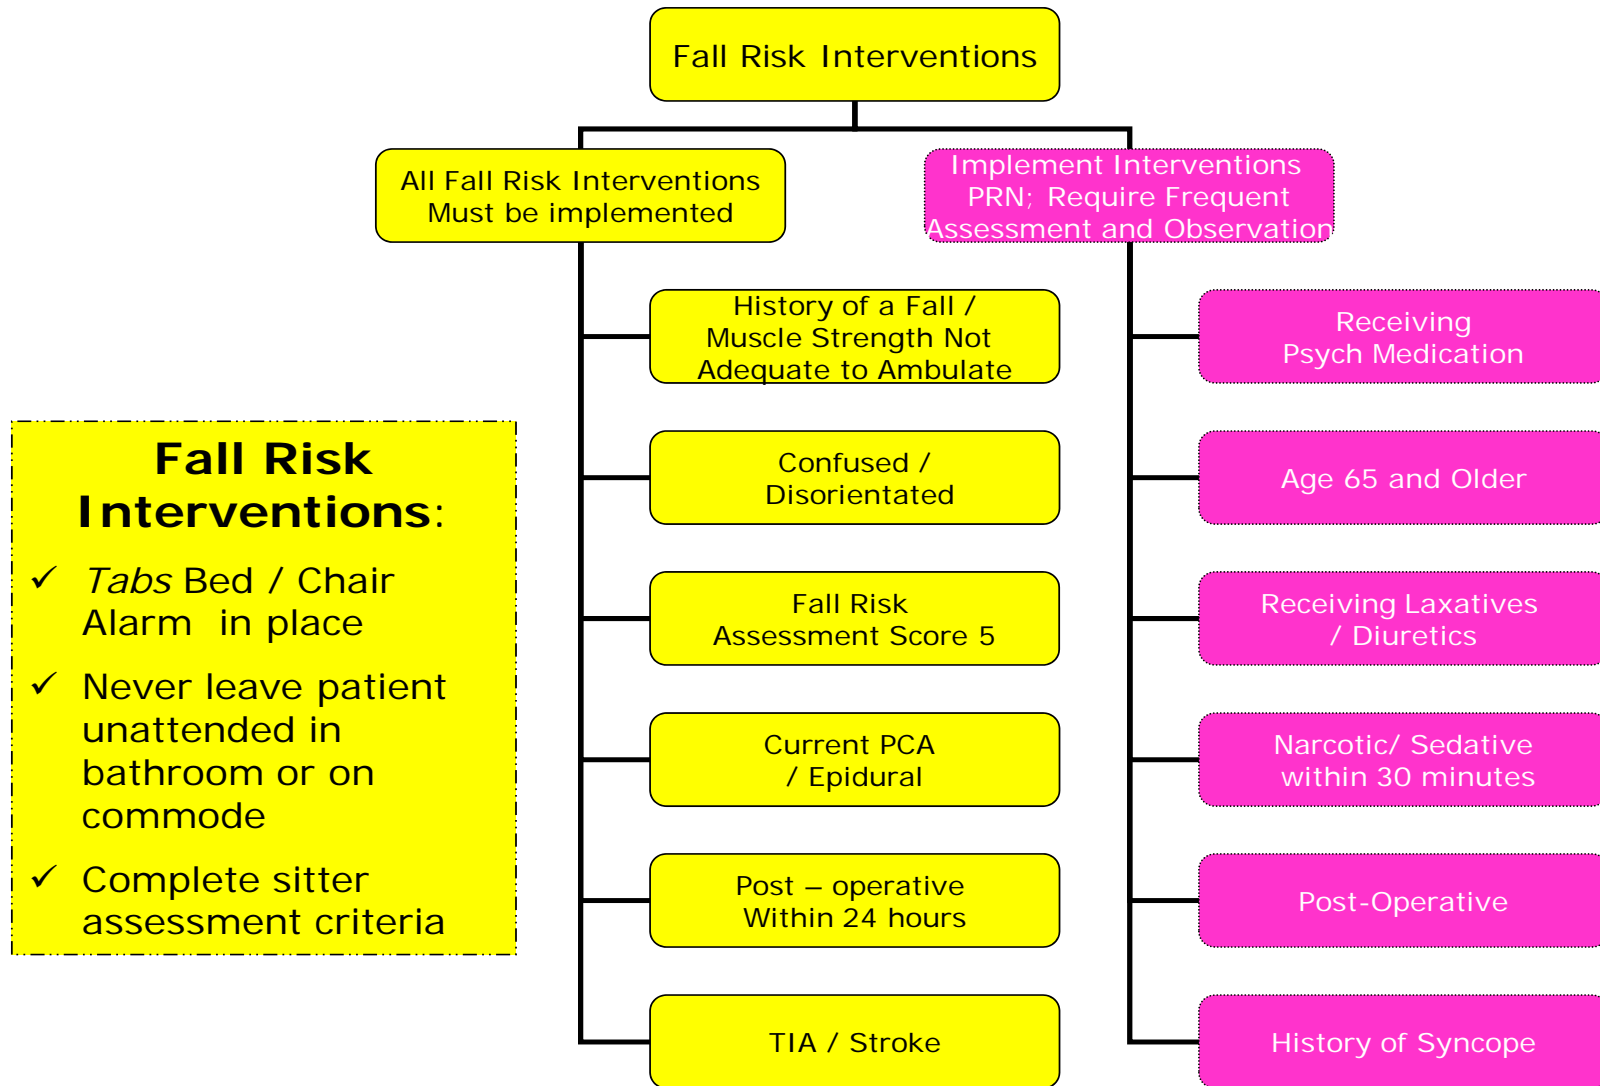 Fall Risk Interventions
All Fall Risk Interventions
Must be implemented
Implement Interventions
PRN; Require Frequent
Assessment and Observation
History of a Fall /
Muscle Strength Not
Adequate to Ambulate
Confused /
Disorientated
Fall Risk
Assessment Score 5
Current PCA
/ Epidural
Post – operative
Within 24 hours
TIA / Stroke
Receiving
Psych Medication
Age 65 and Older
Receiving Laxatives
/ Diuretics
Narcotic/ Sedative
within 30 minutes
Post-Operative
History of Syncope
Fall Risk
Interventions:
✓ Tabs Bed / Chair
Alarm in place
✓ Never leave patient
unattended in
bathroom or on
commode
✓ Complete sitter
assessment criteria